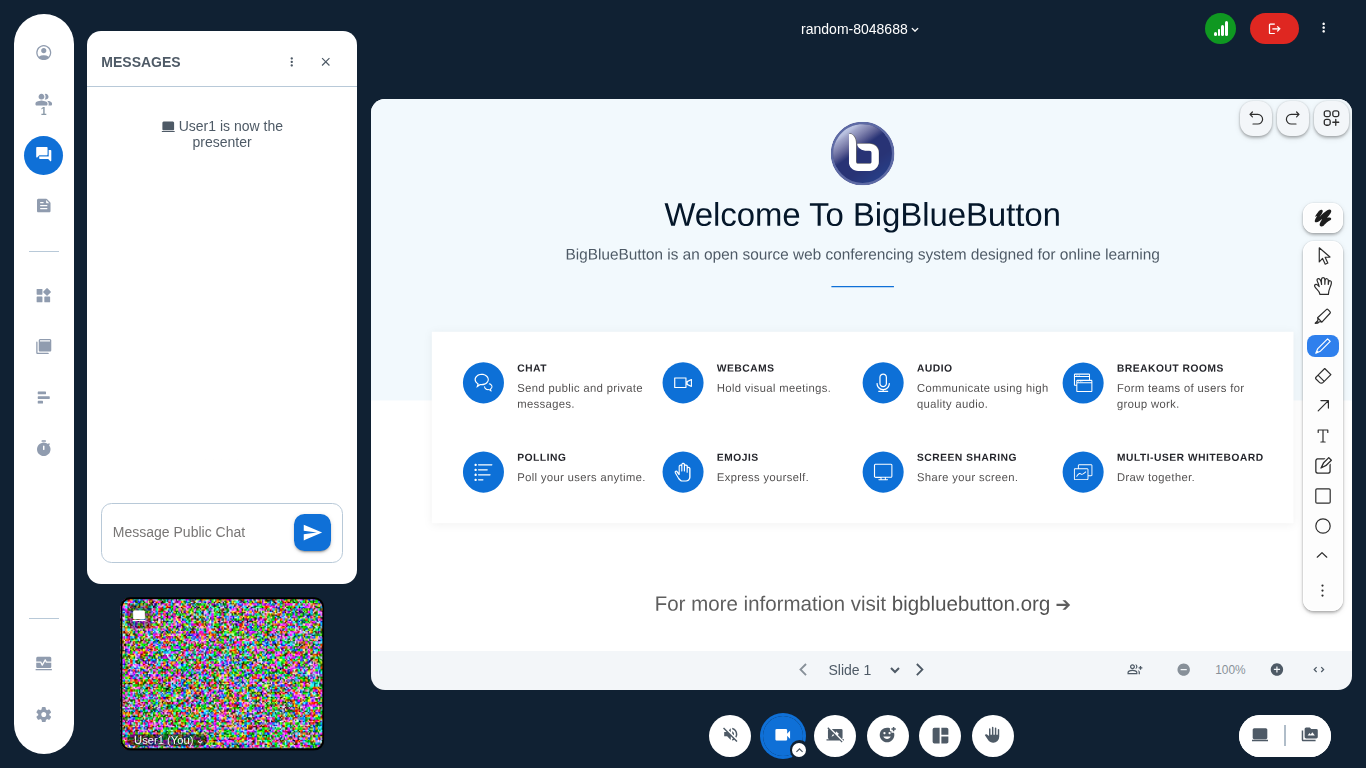 random-8048688
1
MESSAGES
User1 is now the
presenter
Message Public Chat
User1 (You)
Welcome To BigBlueButton
BigBlueButton is an open source web conferencing system designed for online learning
CHAT
Send public and private
messages.
WEBCAMS
Hold visual meetings.
AUDIO
Communicate using high
quality audio.
BREAKOUT ROOMS
Form teams of users for
group work.
POLLING
Poll your users anytime.
EMOJIS
Express yourself.
SCREEN SHARING
Share your screen.
MULTI-USER WHITEBOARD
Draw together.
For more information visit bigbluebutton.org ➔
Slide 1
100%